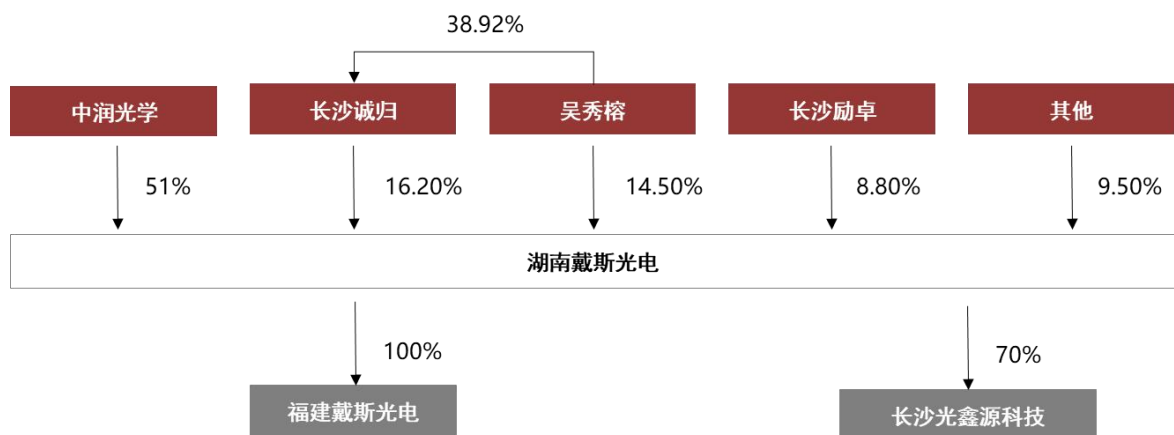 38.92%
中润光学
长沙诚归
吴秀榕
长沙励卓
其他
51%
16.20%
14.50%
8.80%
9.50%
湖南戴斯光电
100%
70%
福建戴斯光电
长沙光鑫源科技